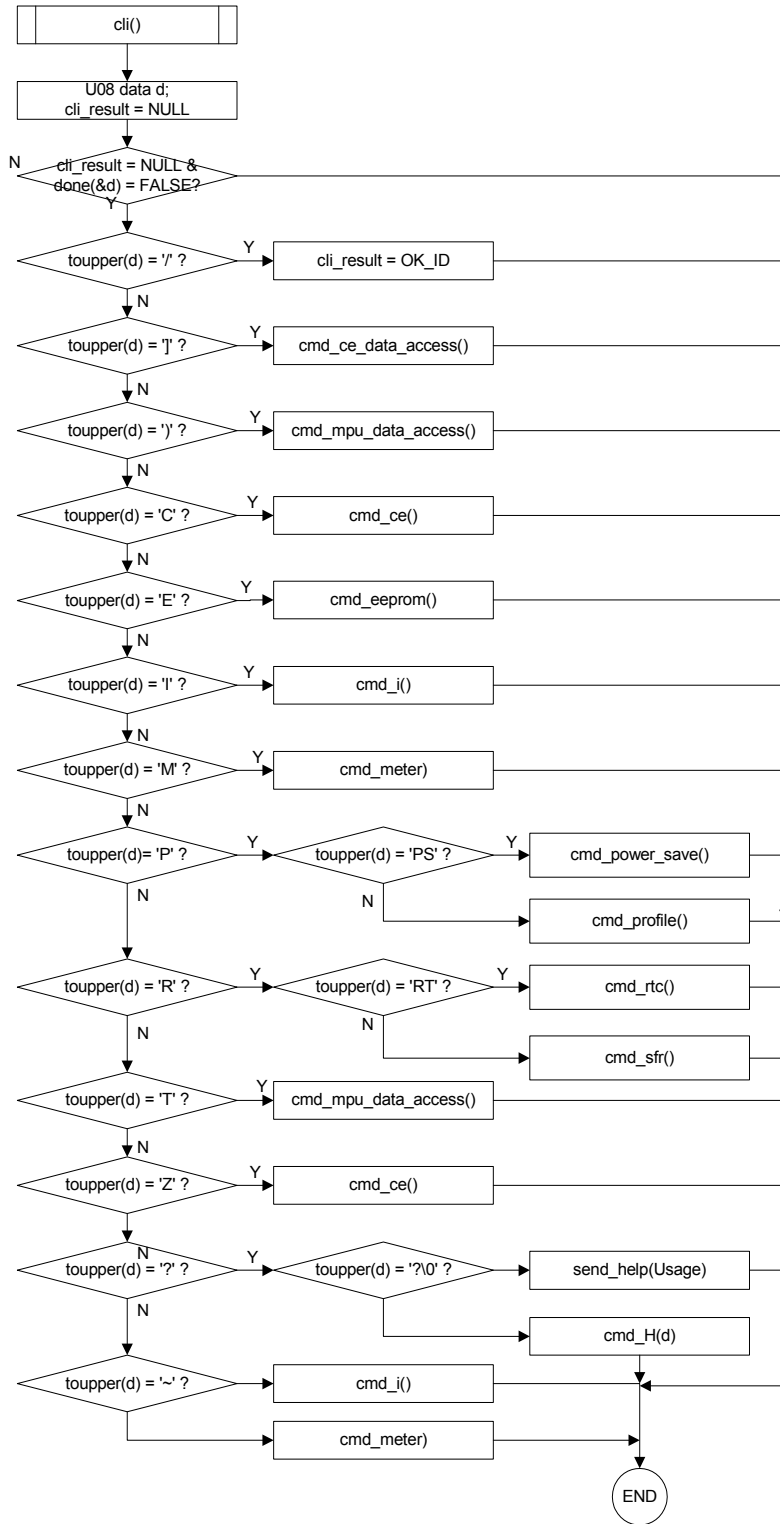 cli()
U08 data d;
cli_result = NULL
N
cli_result = NULL &
done(&d) = FALSE?
Y
toupper(d) = '/' ?
Y
cli_result = OK_ID
N
toupper(d) = ']' ?
Y
cmd_ce_data_access()
N
toupper(d) = ')' ?
Y
cmd_mpu_data_access()
N
toupper(d) = 'C' ?
Y
cmd_ce()
N
toupper(d) = 'E' ?
Y
cmd_eeprom()
N
toupper(d) = 'I' ?
Y
cmd_i()
N
toupper(d) = 'M' ?
Y
cmd_meter)
N
toupper(d)= 'P' ?
Y
toupper(d) = 'PS' ?
Y
cmd_power_save()
N
N
cmd_profile()
toupper(d) = 'R' ?
Y
toupper(d) = 'RT' ?
Y
cmd_rtc()
N
N
cmd_sfr()
toupper(d) = 'T' ?
Y
cmd_mpu_data_access()
N
toupper(d) = 'Z' ?
Y
cmd_ce()
N
toupper(d) = '?' ?
Y
toupper(d) = '?\0' ?
send_help(Usage)
N
cmd_H(d)
toupper(d) = '~' ?
cmd_i()
cmd_meter)
END